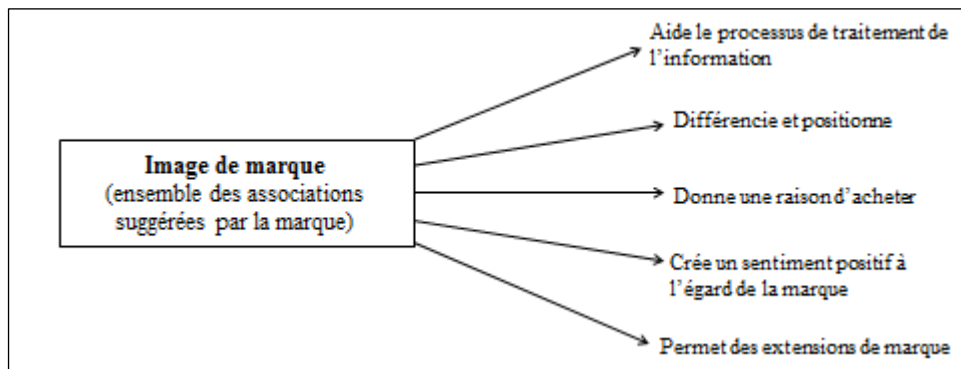 Image de marque
(ensemble des associations
suggérées par la marque)
Aide le processus de traitement de
l'information
Différencie et positionne
Donne une raison d'acheter
Crée un sentiment positif à
l'égard de la marque
Permet des extensions de marque